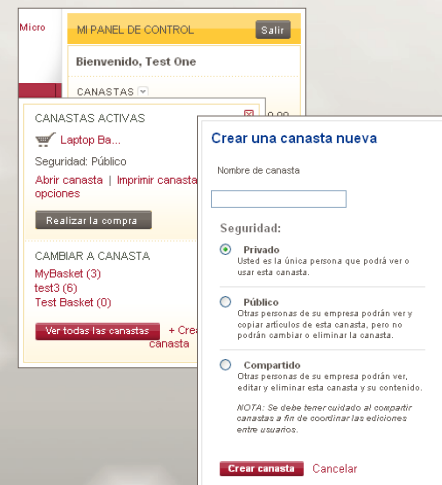 Micro
MI PANEL DE CONTROL
Salir
Bienvenido, Test One
CANASTAS
CANASTAS ACTIVAS
Laptop Ba...
Seguridad: Público
Abrir canasta | Imprimir canasta
opciones
Realizar la compra
CAMBIAR A CANASTA
MyBasket (3)
test3 (6)
Test Basket (0)
Ver todas las canastas + Cre
canasta
Crear una canasta nueva
Nombre de canasta
Seguridad:
Privado
Usted es la única persona que podrá ver o
usar esta canasta.
Público
Otras personas de su empresa podrán ver y
copiar artículos de esta canasta, pero no
podrán cambiar o eliminar la canasta.
Compartido
Otras personas de su empresa podrán ver,
editar y eliminar esta canasta y su contenido.
NOTA: Se debe tener cuidado al compartir
canastas a fin de coordinar las ediciones
entre usuarios.
Crear canasta Cancelar